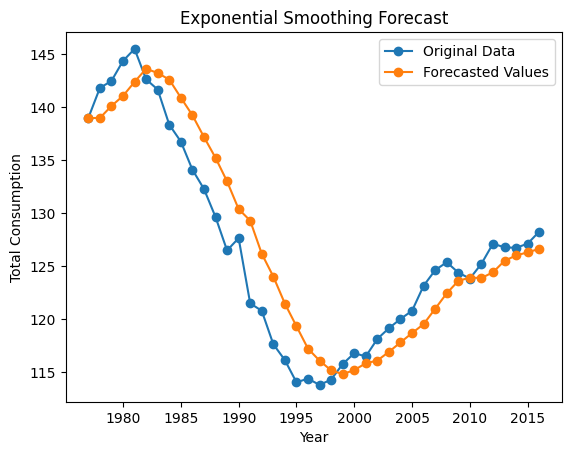 Exponential Smoothing Forecast
Original Data
Forecasted Values
145
140
135
130
125
120
115
Total Consumption
1980 1985 1990 1995 2000 2005 2010 2015
Year